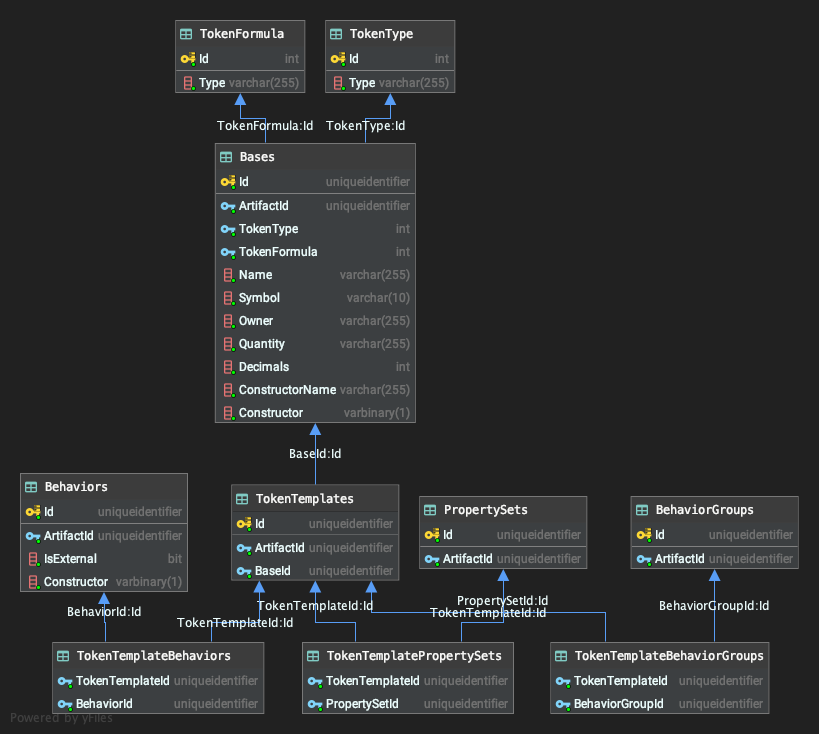 TokenFormula
Id int
Type varchar(255)
TokenType
Id int
Type varchar(255)
TokenFormula:Id
TokenType:Id
Bases
Id uniqueidentifier
ArtifactId uniqueidentifier
TokenType int
TokenFormula int
Name varchar(255)
Symbol varchar(10)
Owner varchar(255)
Quantity varchar(255)
Decimals int
ConstructorName varchar(255)
Constructor varbinary(1)
BaseId:Id
Behaviors
Id uniqueidentifier
ArtifactId uniqueidentifier
IsExternal bit
Constructor varbinary(1)
TokenTemplates
Id uniqueidentifier
ArtifactId uniqueidentifier
BaseId uniqueidentifier
PropertySets
Id uniqueidentifier
ArtifactId uniqueidentifier
BehaviorGroups
Id uniqueidentifier
ArtifactId uniqueidentifier
BehaviorId:Id
TokenTemplateId:Id
TokenTemplateId:Id
PropertySetId:Id
TokenTemplateId:Id
BehaviorGroupId:Id
TokenTemplateBehaviors
TokenTemplateId uniqueidentifier
BehaviorId uniqueidentifier
TokenTemplatePropertySets
TokenTemplateId uniqueidentifier
PropertySetId uniqueidentifier
TokenTemplateBehaviorGroups
TokenTemplateId uniqueidentifier
BehaviorGroupId uniqueidentifier
Powered by yFiles